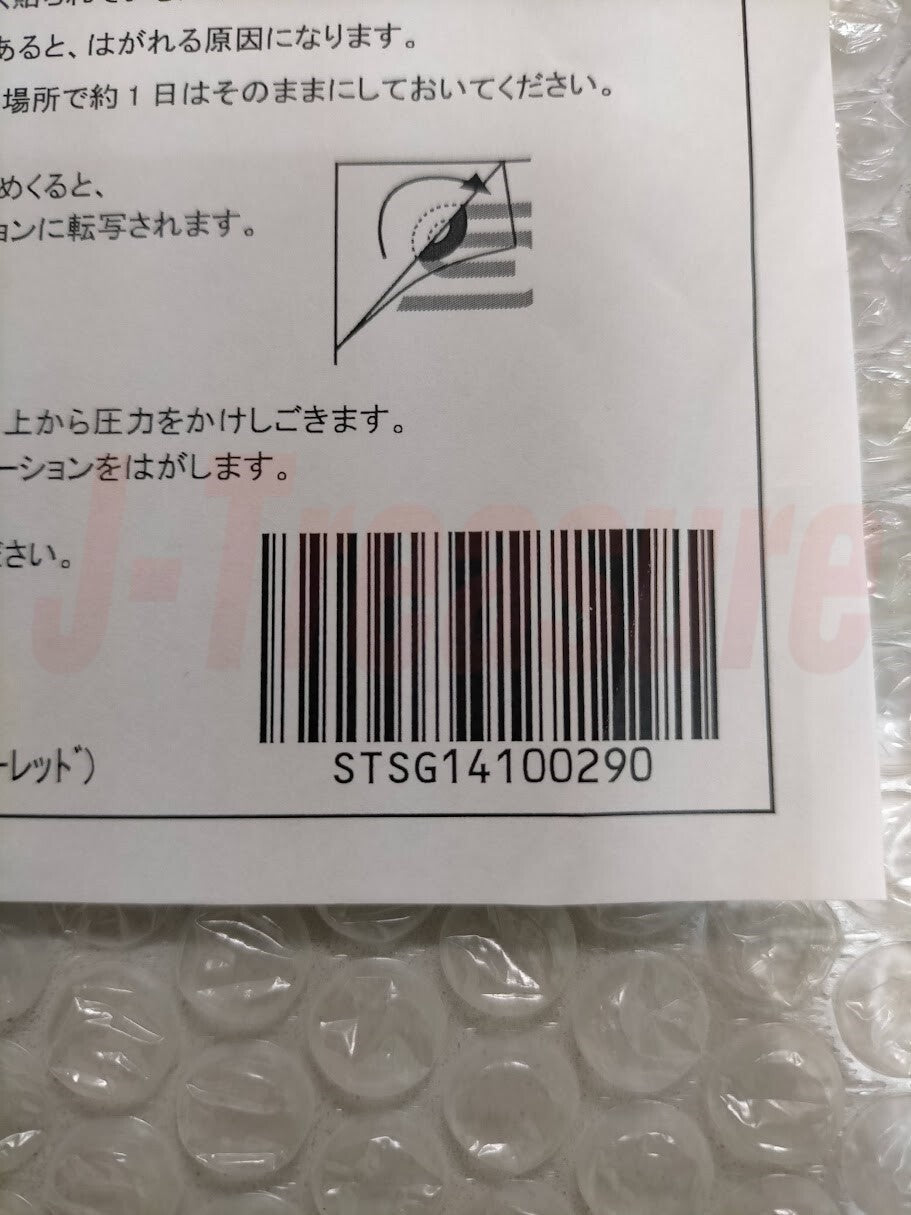 あると、はがれる原因になります。
場所で約1日はそのままにしておいてください。
めくると、
ョンに転写されます。
上から圧力をかけしごきます。
ーションをはがします。
ださい。
J-Treasure
ーレッド)
STSG14100290